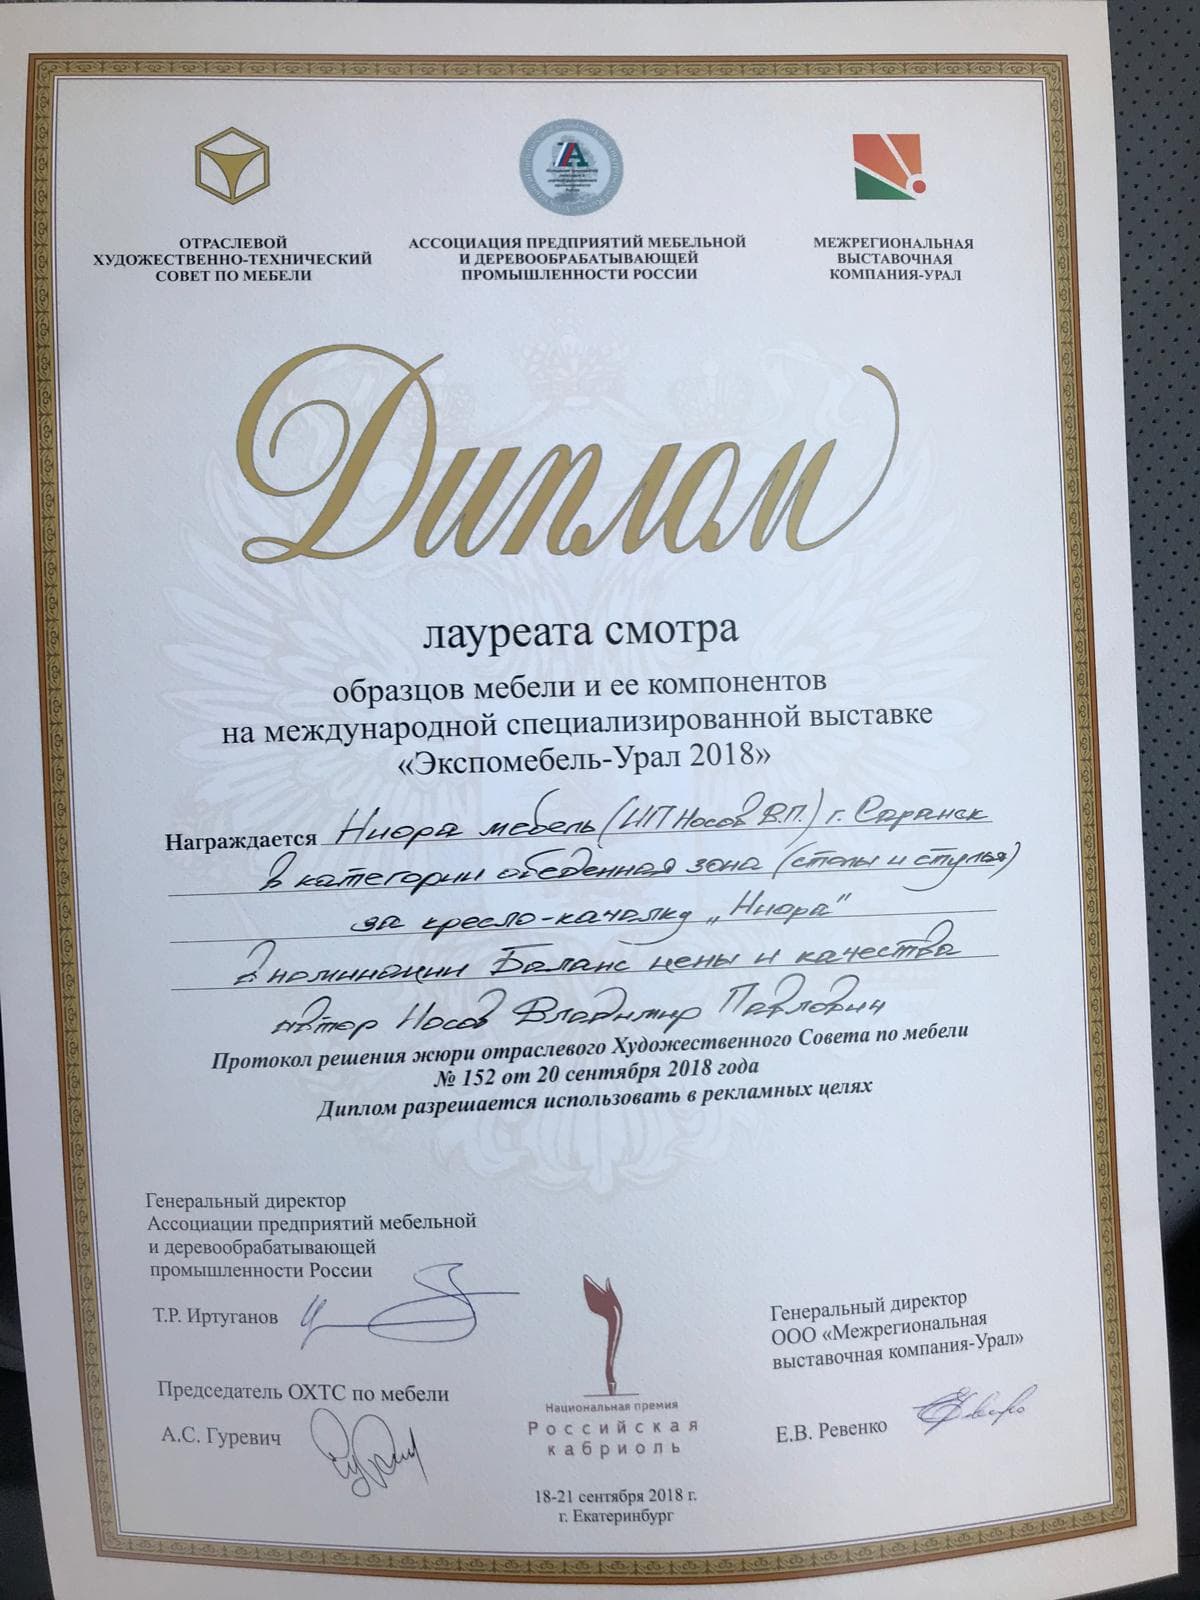 ОТРАСЛЕВОЙ
ХУДОЖЕСТВЕННО-ТЕХНИЧЕСКИЙ
СОВЕТ ПО МЕБЕЛИ
АССОЦИАЦИЯ ПРЕДПРИЯТИЙ МЕБЕЛЬНОЙ
И ДЕРЕВООБРАБАТЫВАЮЩЕЙ
ПРОМЫШЛЕННОСТИ РОССИИ
МЕЖРЕГИОНАЛЬНАЯ
ВЫСТАВОЧНАЯ
КОМПАНИЯ-УРАЛ
Диплом
лауреата смотра
образцов мебели и ее компонентов
на международной специализированной выставке
«Экспомебель-Урал 2018»
Награждается Ниора мебель (ИП Носов В.П.) г. Саранск
в категории обеденная зона (столы и стулья)
за кресло-качалку „Ниора"
в номинации Баланс цены и качества
автор Носов Владимир Павлович
Протокол решения жюри отраслевого Художественного Совета по мебели
№ 152 от 20 сентября 2018 года
Диплом разрешается использовать в рекламных целях
Генеральный директор
Ассоциации предприятий мебельной
и деревообрабатывающей
промышленности России
Т.Р. Иртуганов
Председатель ОХТС по мебели
А.С. Гуревич
Национальная премия
Российская
кабриоль
Генеральный директор
ООО «Межрегиональная
выставочная компания-Урал»
Е.В. Ревенко
18-21 сентября 2018 г.
г. Екатеринбург